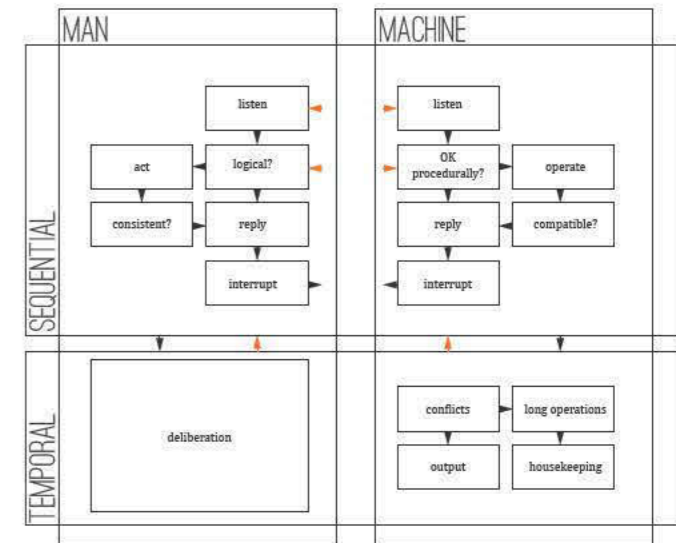 MAN
MACHINE
SEQUENTIAL
listen
listen
act
logical?
OK
procedurally?
operate
consistent?
reply
reply
compatible?
interrupt
interrupt
TEMPORAL
deliberation
conflicts
long operations
output
housekeeping